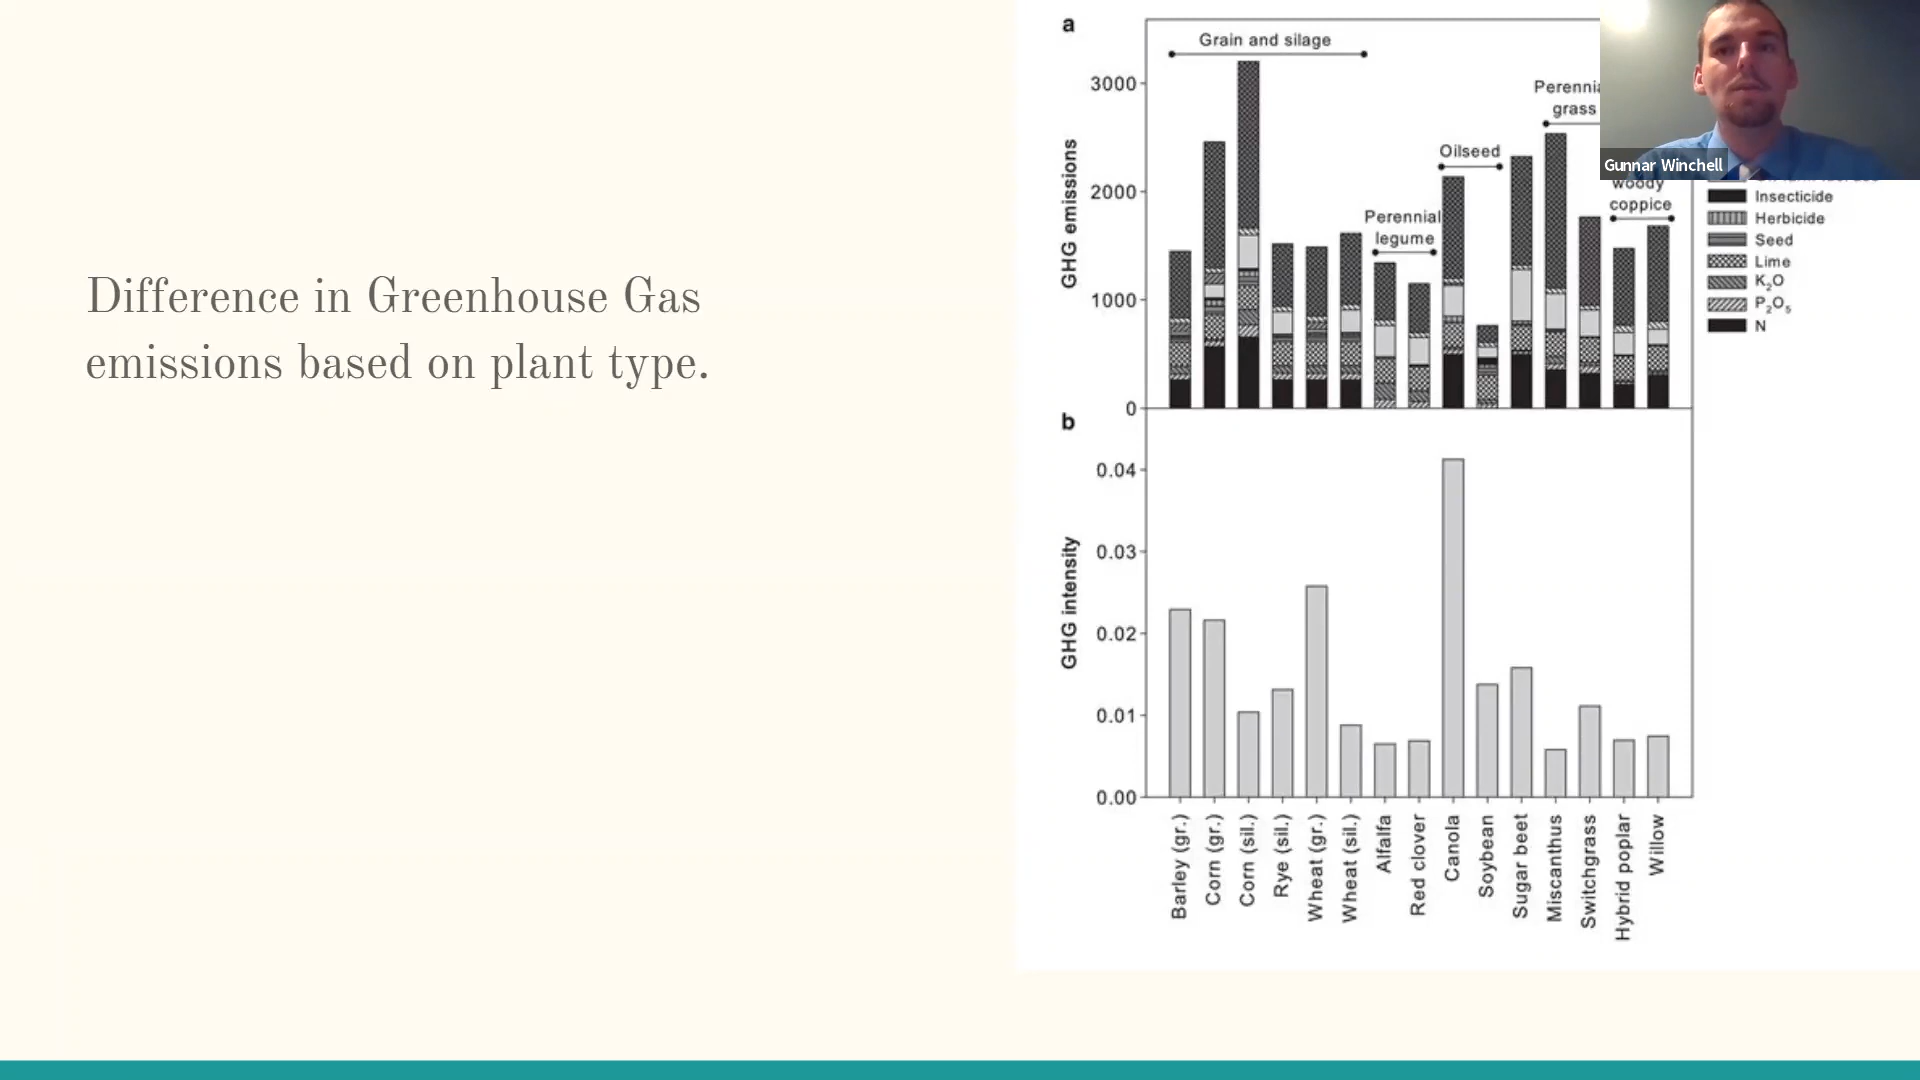 Difference in Greenhouse Gas
emissions based on plant type.
a
Grain and silage
3000
2000
1000
0
GHG emissions
Perennial
legume
Oilseed
grass
woody
coppice
Gunnar Winchell
Insecticide
Herbicide
Seed
Lime
K₂O
P₂O₅
N
b
0.04
0.03
0.02
0.01
0.00
GHG intensity
Barley (gr.)
Corn (gr.)
Corn (sil.)
Rye (sil.)
Wheat (gr.)
Wheat (sil.)
Alfalfa
Red clover
Canola
Soybean
Sugar beet
Miscanthus
Switchgrass
Hybrid poplar
Willow